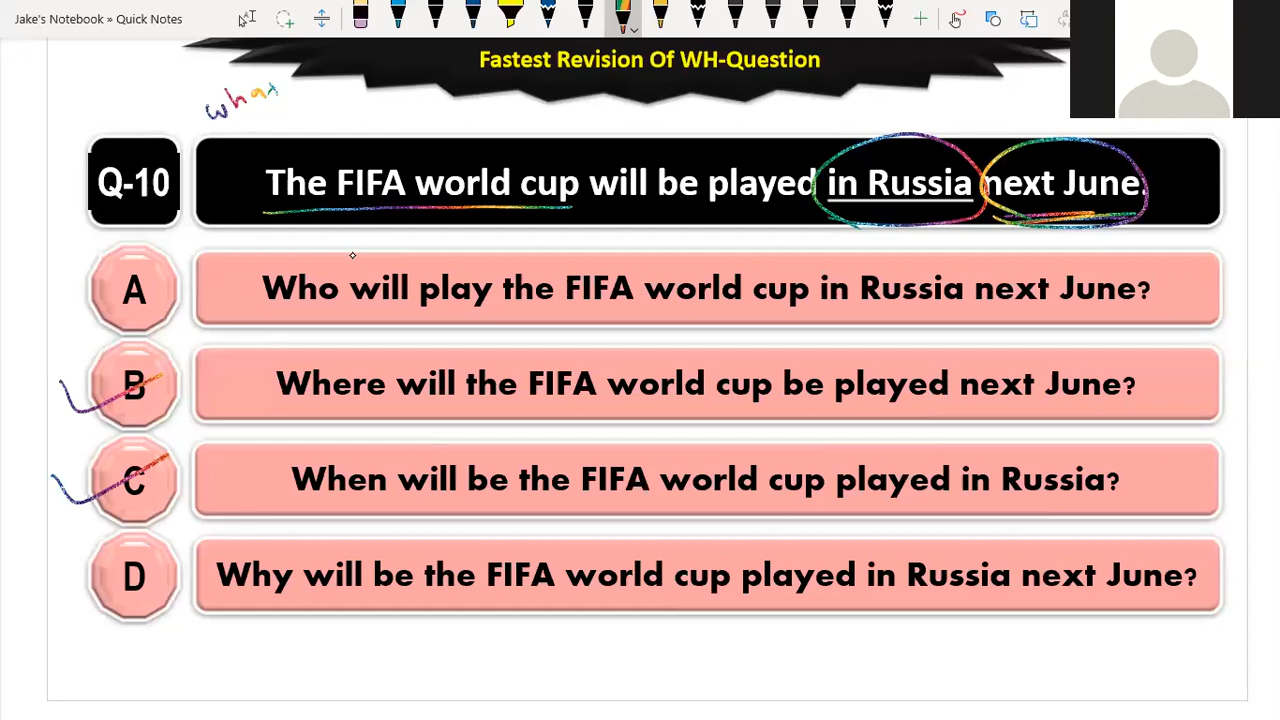 Jake's Notebook » Quick Notes
Fastest Revision Of WH-Question
what
Q-10 The FIFA world cup will be played in Russia next June.
A Who will play the FIFA world cup in Russia next June?
B Where will the FIFA world cup be played next June?
C When will be the FIFA world cup played in Russia?
D Why will be the FIFA world cup played in Russia next June?